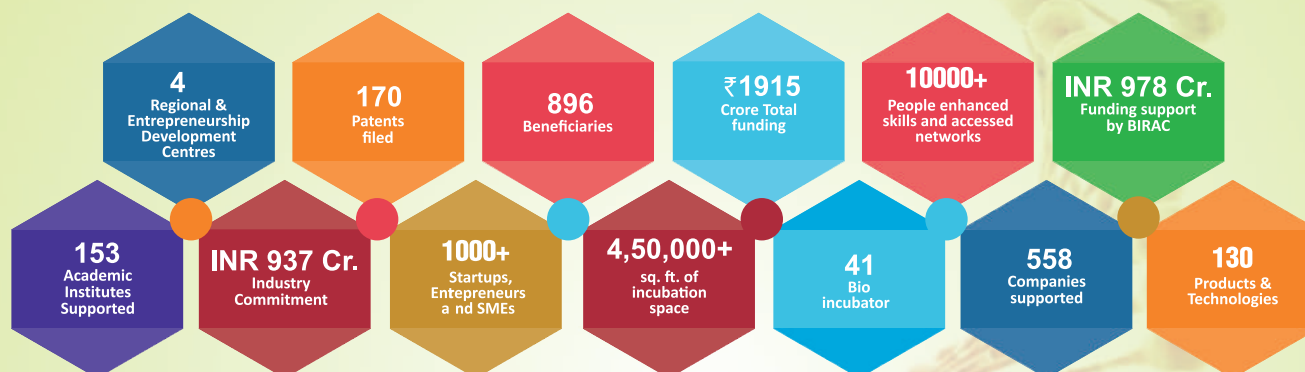 4
Regional &
Entrepreneurship
Development
Centres
170
Patents
filed
896
Beneficiaries
₹1915
Crore Total
funding
10000+
People enhanced
skills and accessed
networks
INR 978 Cr.
Funding support
by BIRAC
153
Academic
Institutes
Supported
INR 937 Cr.
Industry
Commitment
1000+
Startups,
Entepreneurs
a nd SMEs
4,50,000+
sq. ft. of
incubation
space
41
Bio
incubator
558
Companies
supported
130
Products &
Technologies